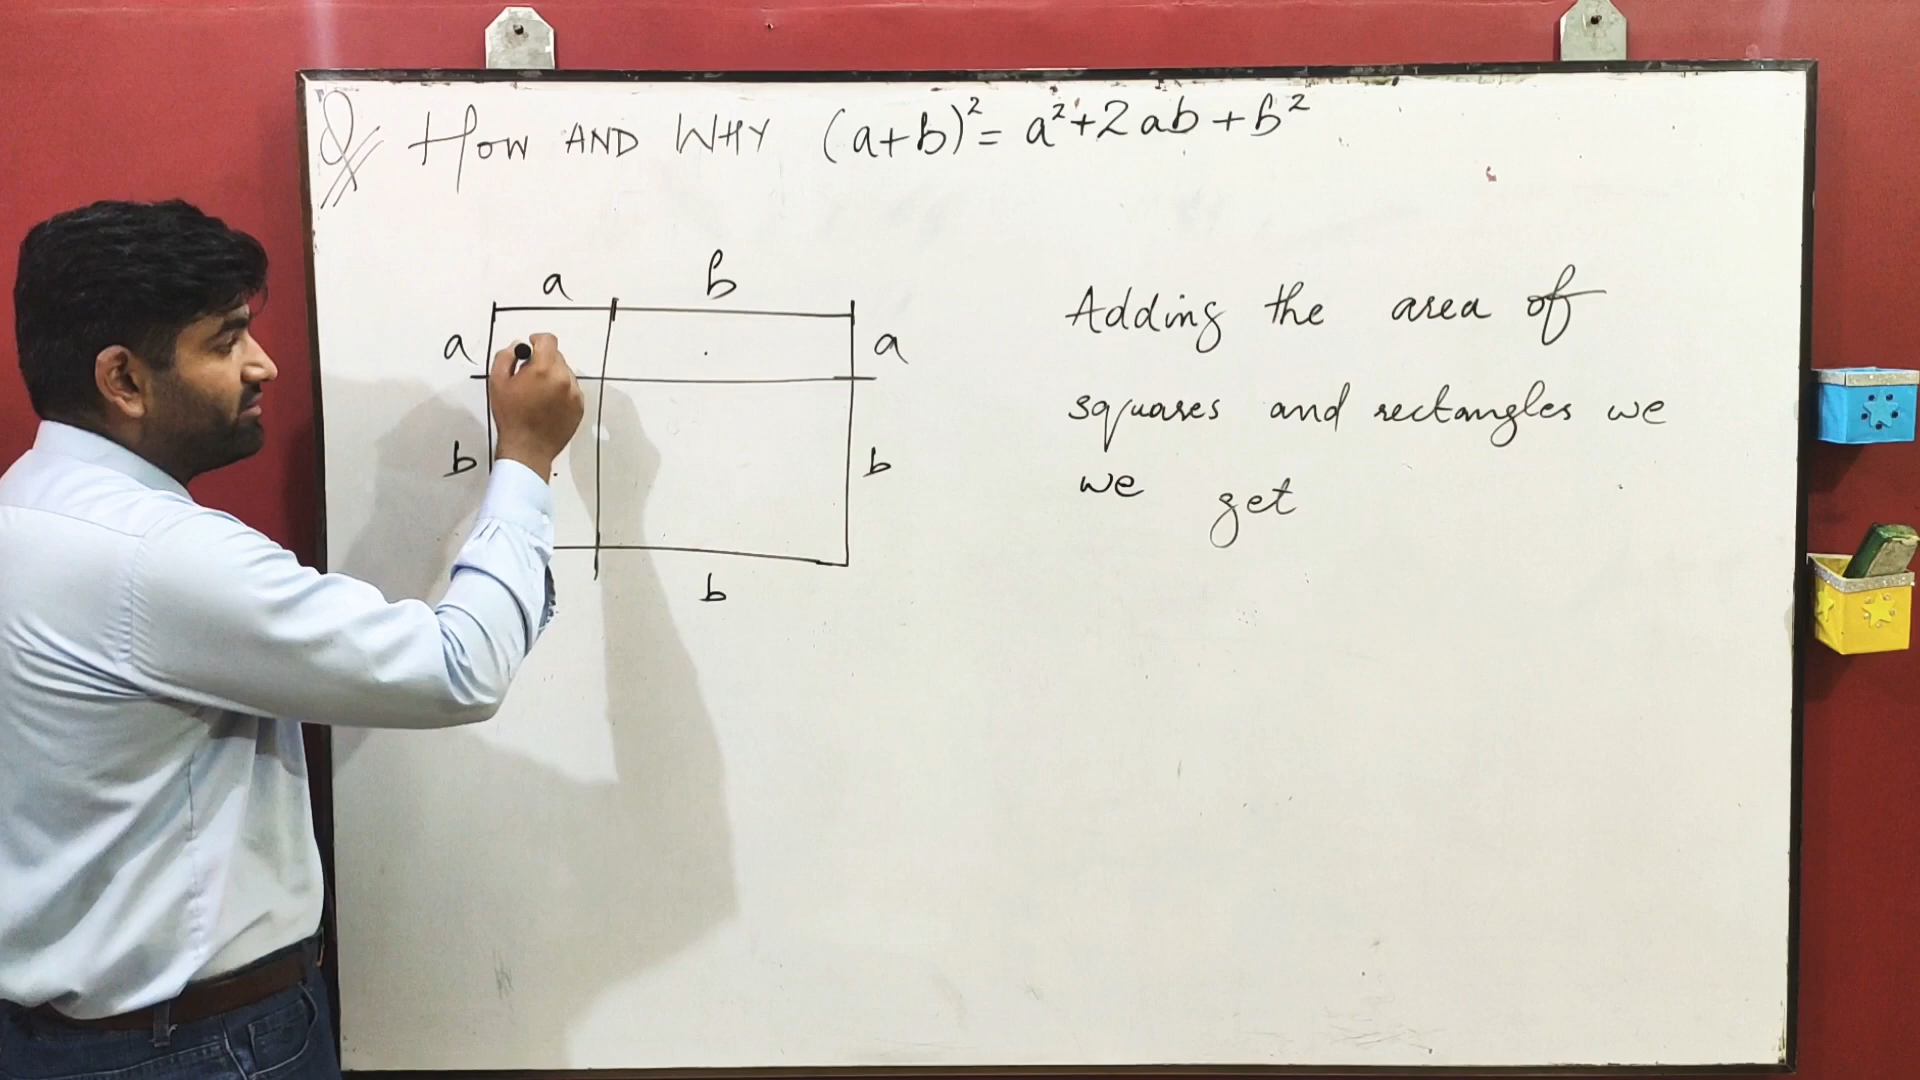 Q HOW AND WHY (a+b)²= a²+2ab+b²
a b
a a
b b
b
Adding the area of
squares and rectangles we
we get